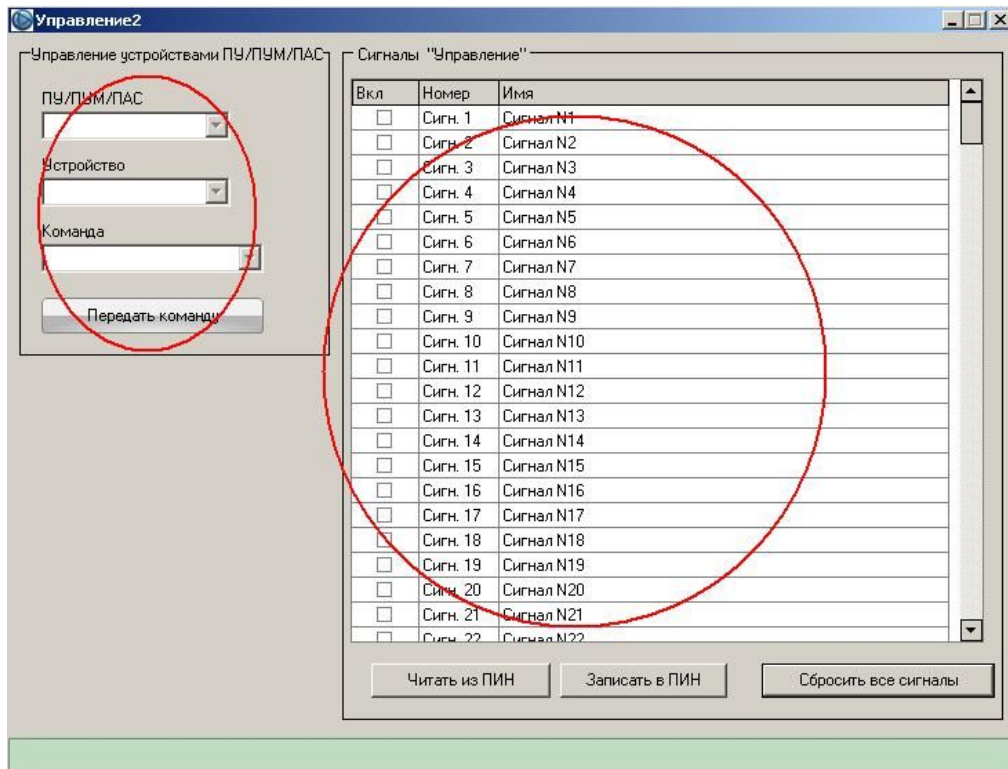 Управление2
Управление устройствами ПУ/ПУМ/ПАС
ПУ/ПУМ/ПАС
Устройство
Команда
Передать команду
Сигналы "Управление"
Вкл Номер Имя
Сигн. 1 Сигнал N1
Сигн. 2 Сигнал N2
Сигн. 3 Сигнал N3
Сигн. 4 Сигнал N4
Сигн. 5 Сигнал N5
Сигн. 6 Сигнал N6
Сигн. 7 Сигнал N7
Сигн. 8 Сигнал N8
Сигн. 9 Сигнал N9
Сигн. 10 Сигнал N10
Сигн. 11 Сигнал N11
Сигн. 12 Сигнал N12
Сигн. 13 Сигнал N13
Сигн. 14 Сигнал N14
Сигн. 15 Сигнал N15
Сигн. 16 Сигнал N16
Сигн. 17 Сигнал N17
Сигн. 18 Сигнал N18
Сигн. 19 Сигнал N19
Сигн. 20 Сигнал N20
Сигн. 21 Сигнал N21
Сигн. 22 Сигнал N22
Читать из ПИН Записать в ПИН Сбросить все сигналы